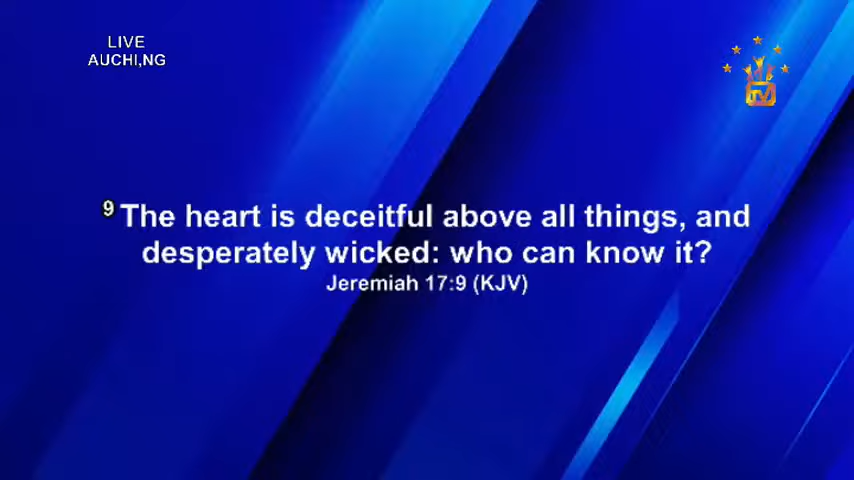 LIVE
AUCHI,NG
TV
9 The heart is deceitful above all things, and
desperately wicked: who can know it?
Jeremiah 17:9 (KJV)